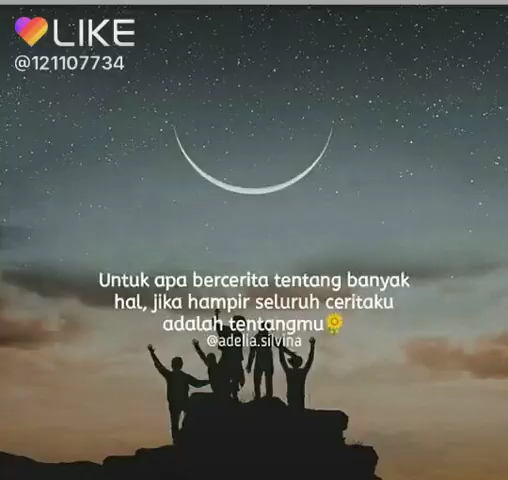 LIKE
@121107734
Untuk apa bercerita tentang banyak
hal, jika hampir seluruh ceritaku
adalah tentangmu🌻
@adelia.silvina